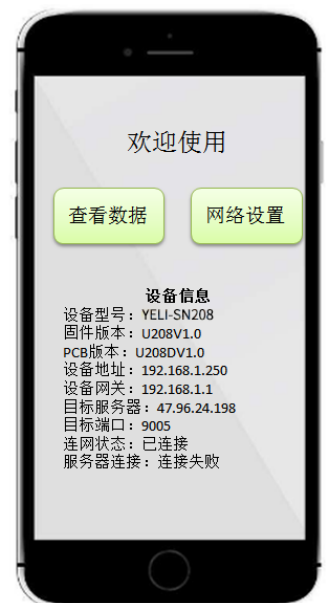 欢迎使用
查看数据 网络设置
设备信息
设备型号：YELI-SN208
固件版本：U208V1.0
PCB版本：U208DV1.0
设备地址：192.168.1.250
设备网关：192.168.1.1
目标服务器：47.96.24.198
目标端口：9005
连网状态：已连接
服务器连接：连接失败